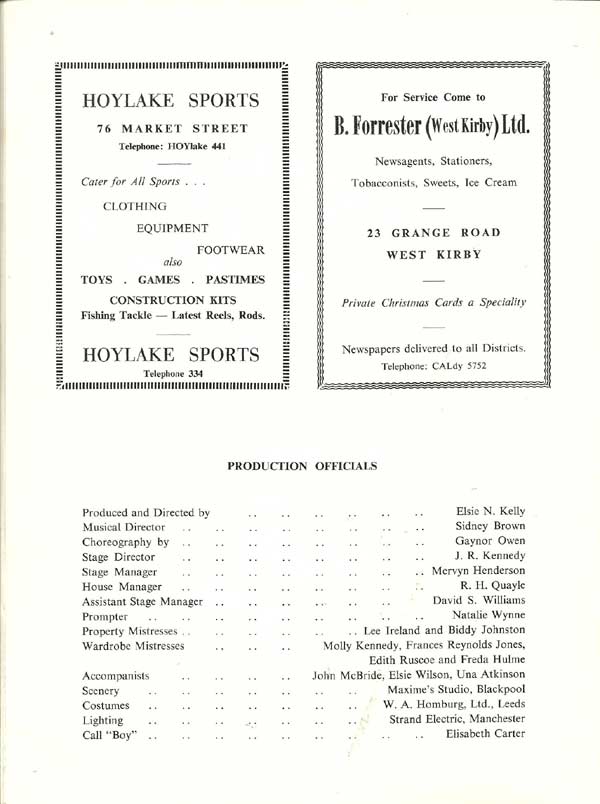 HOYLAKE SPORTS
76 MARKET STREET
Telephone: HOYlake 441
Cater for All Sports . . .
CLOTHING
EQUIPMENT
FOOTWEAR
also
TOYS . GAMES . PASTIMES
CONSTRUCTION KITS
Fishing Tackle — Latest Reels, Rods.
HOYLAKE SPORTS
Telephone 334
For Service Come to
B. Forrester (West Kirby) Ltd.
Newsagents, Stationers,
Tobacconists, Sweets, Ice Cream
23 GRANGE ROAD
WEST KIRBY
Private Christmas Cards a Speciality
Newspapers delivered to all Districts.
Telephone: CALdy 5752
PRODUCTION OFFICIALS
Produced and Directed by .. .. .. .. .. .. Elsie N. Kelly
Musical Director .. .. .. .. .. .. .. .. Sidney Brown
Choreography by .. .. .. .. .. .. .. .. Gaynor Owen
Stage Director .. .. .. .. .. .. .. .. J. R. Kennedy
Stage Manager .. .. .. .. .. .. .. .. Mervyn Henderson
House Manager .. .. .. .. .. .. .. .. R. H. Quayle
Assistant Stage Manager .. .. .. .. .. .. .. David S. Williams
Prompter .. .. .. .. .. .. .. .. .. Natalie Wynne
Property Mistresses .. .. .. .. .. .. Lee Ireland and Biddy Johnston
Wardrobe Mistresses .. .. .. Molly Kennedy, Frances Reynolds Jones,
Edith Ruscoe and Freda Hulme
Accompanists .. .. .. .. John McBride, Elsie Wilson, Una Atkinson
Scenery .. .. .. .. .. .. .. Maxime's Studio, Blackpool
Costumes .. .. .. .. .. .. .. W. A. Homburg, Ltd., Leeds
Lighting .. .. .. .. .. .. .. Strand Electric, Manchester
Call "Boy" .. .. .. .. .. .. .. .. Elisabeth Carter